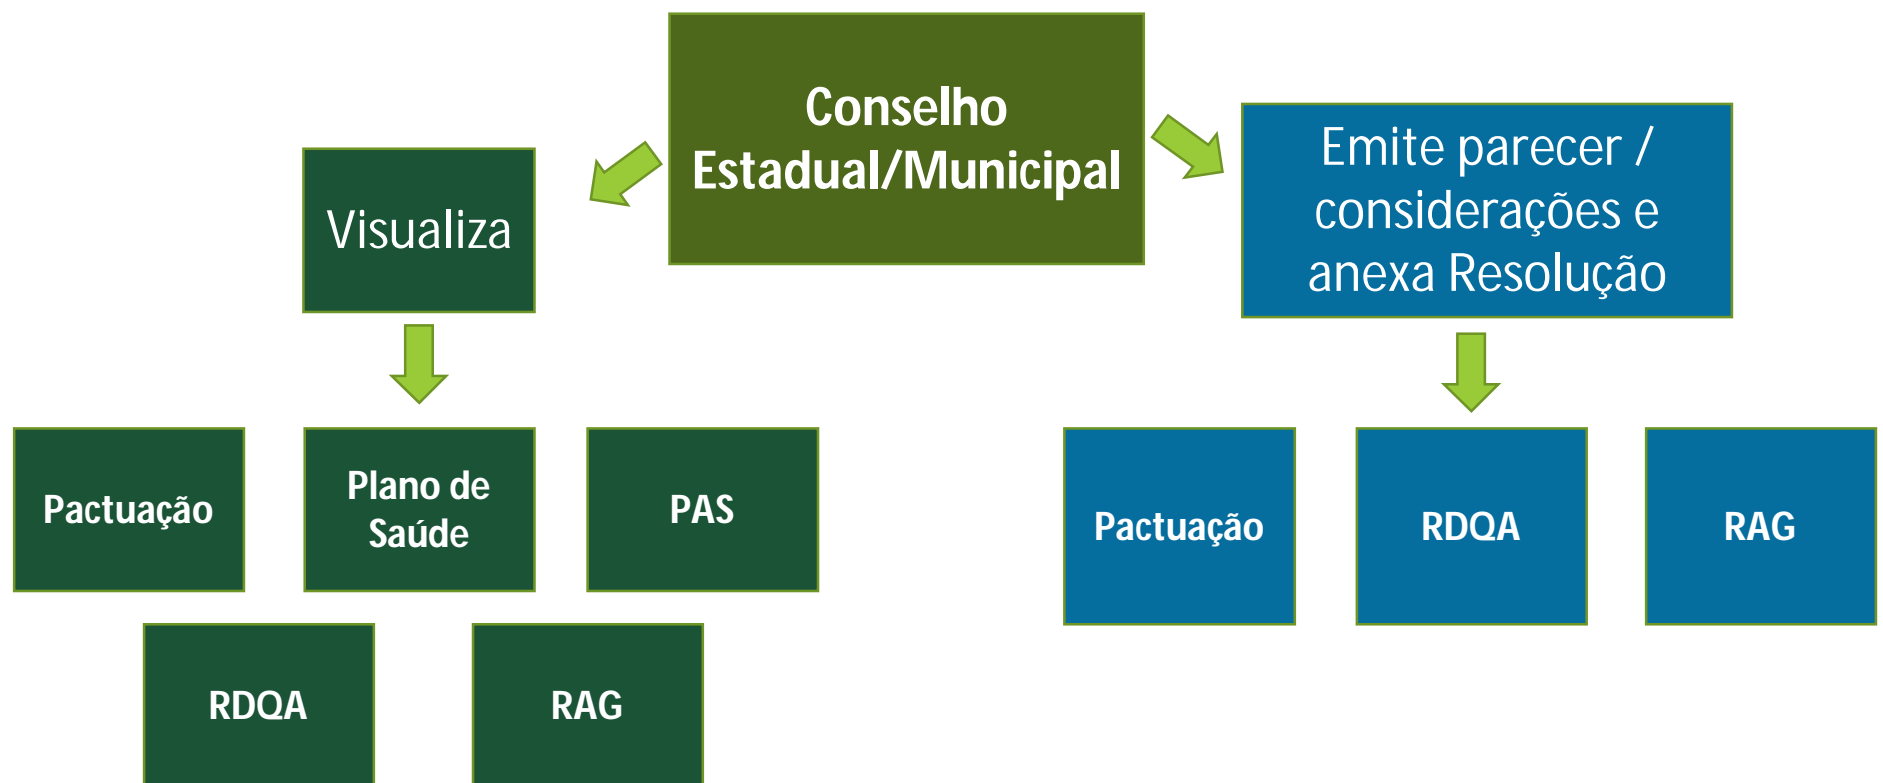 Conselho
Estadual/Municipal
Visualiza
Emite parecer /
considerações e
anexa Resolução
Pactuação
Plano de
Saúde
PAS
RDQA
RAG
Pactuação
RDQA
RAG